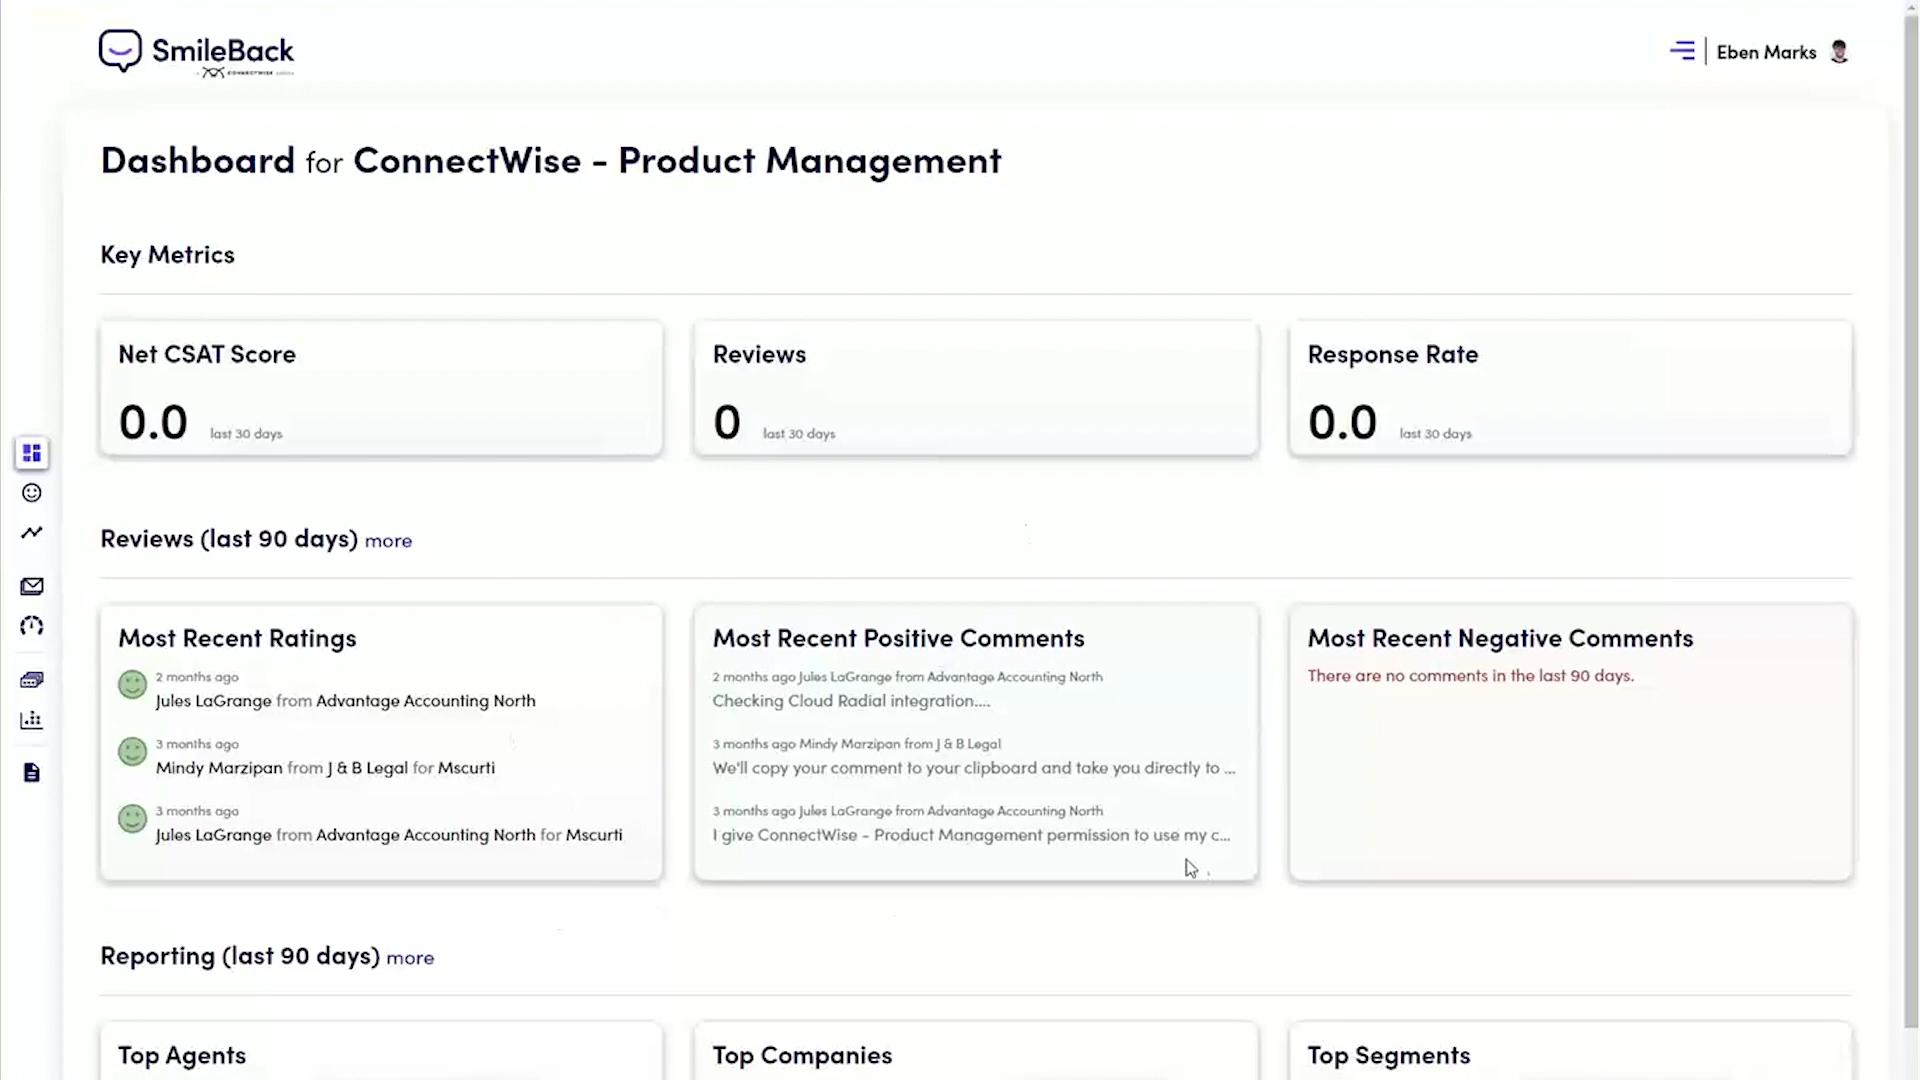 SmileBack
CONNECTWISE
Eben Marks
Dashboard for ConnectWise - Product Management
Key Metrics
Net CSAT Score
0.0 last 30 days
Reviews
0 last 30 days
Response Rate
0.0 last 30 days
Reviews (last 90 days) more
Most Recent Ratings
2 months ago
Jules LaGrange from Advantage Accounting North
3 months ago
Mindy Marzipan from J & B Legal for Mscurti
3 months ago
Jules LaGrange from Advantage Accounting North for Mscurti
Most Recent Positive Comments
2 months ago Jules LaGrange from Advantage Accounting North
Checking Cloud Radial integration....
3 months ago Mindy Marzipan from J & B Legal
We'll copy your comment to your clipboard and take you directly to ...
3 months ago Jules LaGrange from Advantage Accounting North
I give ConnectWise - Product Management permission to use my c...
Most Recent Negative Comments
There are no comments in the last 90 days.
Reporting (last 90 days) more
Top Agents
Top Companies
Top Segments